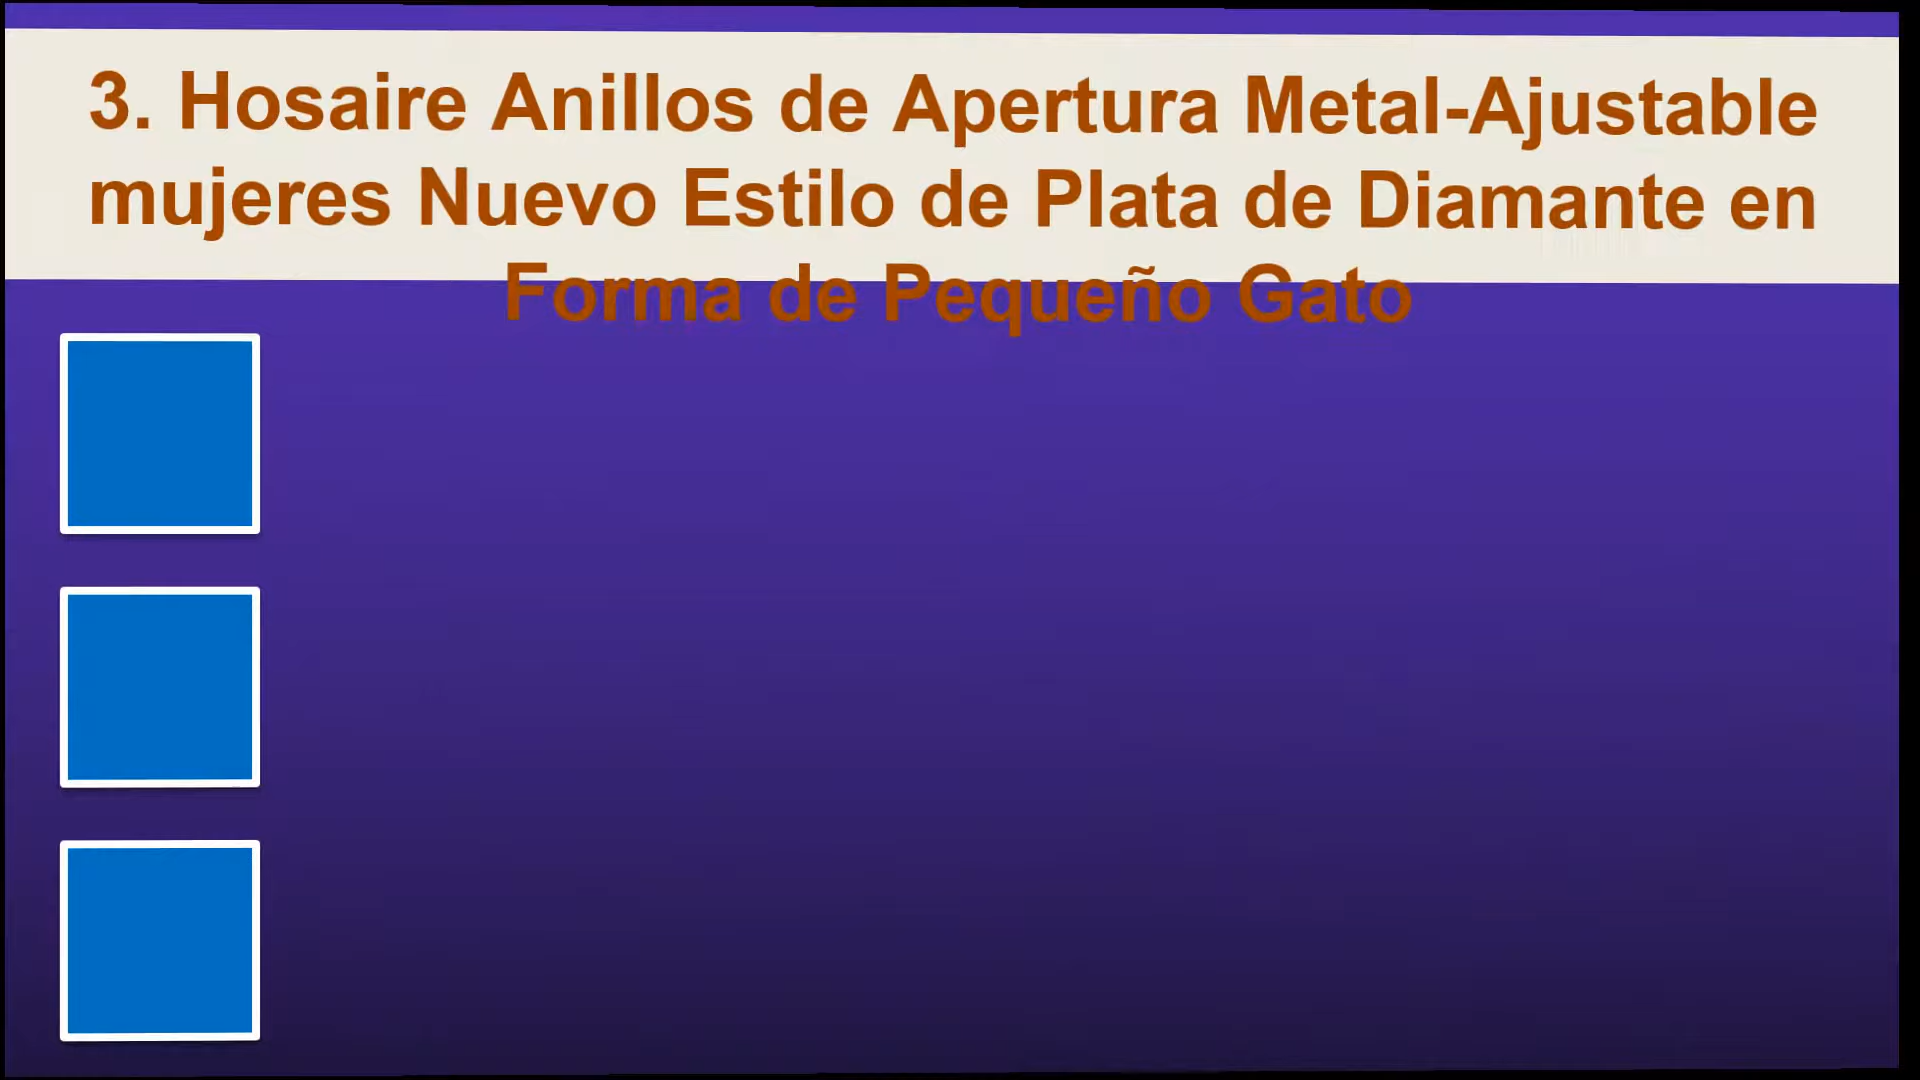 3. Hosaire Anillos de Apertura Metal-Ajustable
mujeres Nuevo Estilo de Plata de Diamante en
Forma de Pequeño Gato